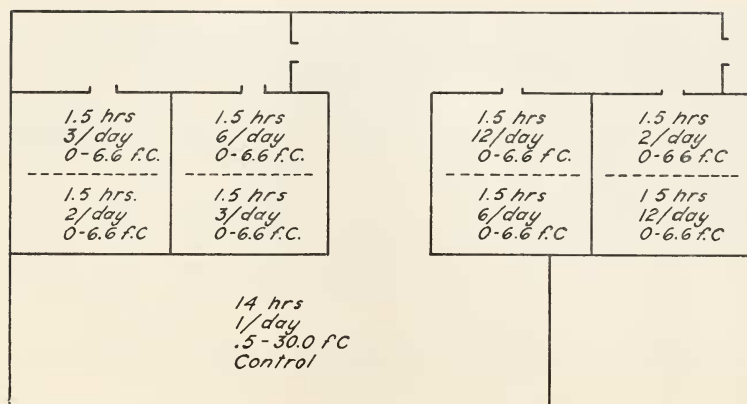 1.5 hrs
3/day
0-6.6 f.C.
1.5 hrs.
2/day
0-6.6 f.C
1.5 hrs
6/day
0-6.6 f.C.
1.5 hrs
3/day
0-6.6 f.C.
1.5 hrs
12/day
0-6.6 f.C.
1.5 hrs
6/day
0-6.6 f.C
1.5 hrs
2/day
0-6 6 f.C
1 5 hrs
12/day
0-6.6 f.C
14 hrs
1/day
.5-30.0 f C
Control